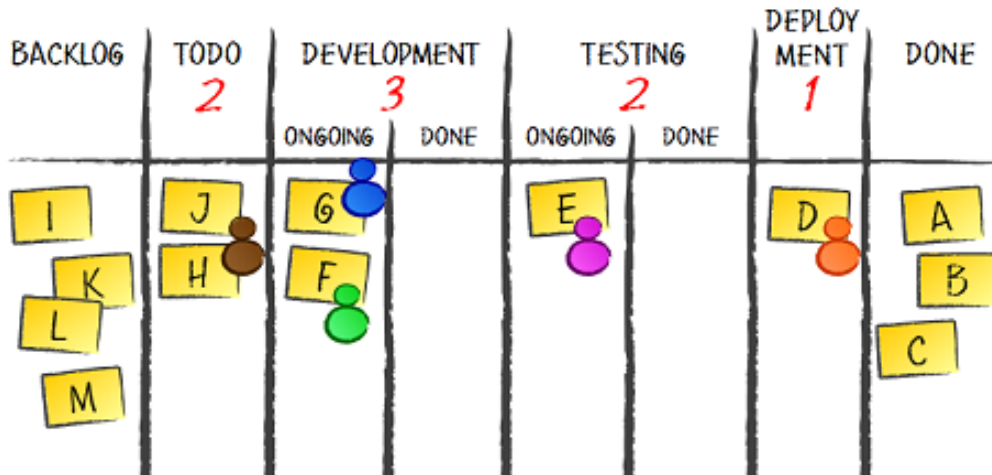 BACKLOG
TODO
2
DEVELOPMENT
3
TESTING
2
DEPLOY
MENT
1
DONE
ONGOING
DONE
ONGOING
DONE
I
K
L
M
J
H
G
F
E
D
A
B
C